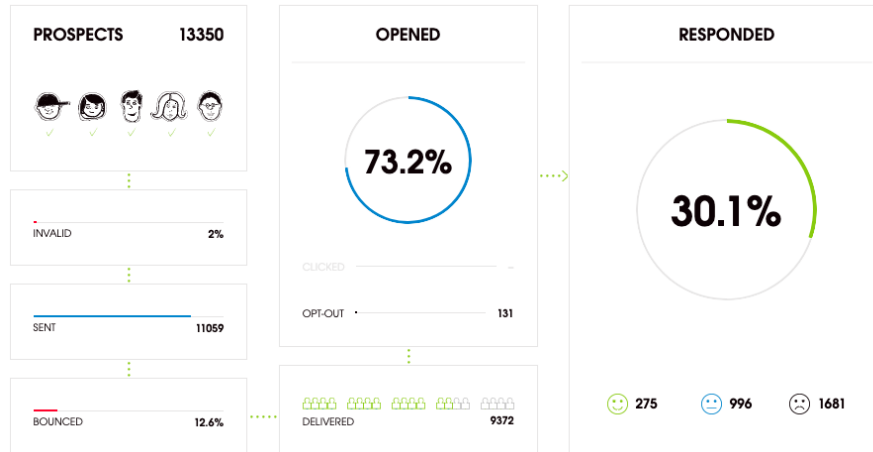 PROSPECTS 13350
INVALID 2%
SENT 11059
BOUNCED 12.6%
OPENED
73.2%
CLICKED –
OPT-OUT 131
DELIVERED 9372
RESPONDED
30.1%
275 996 1681